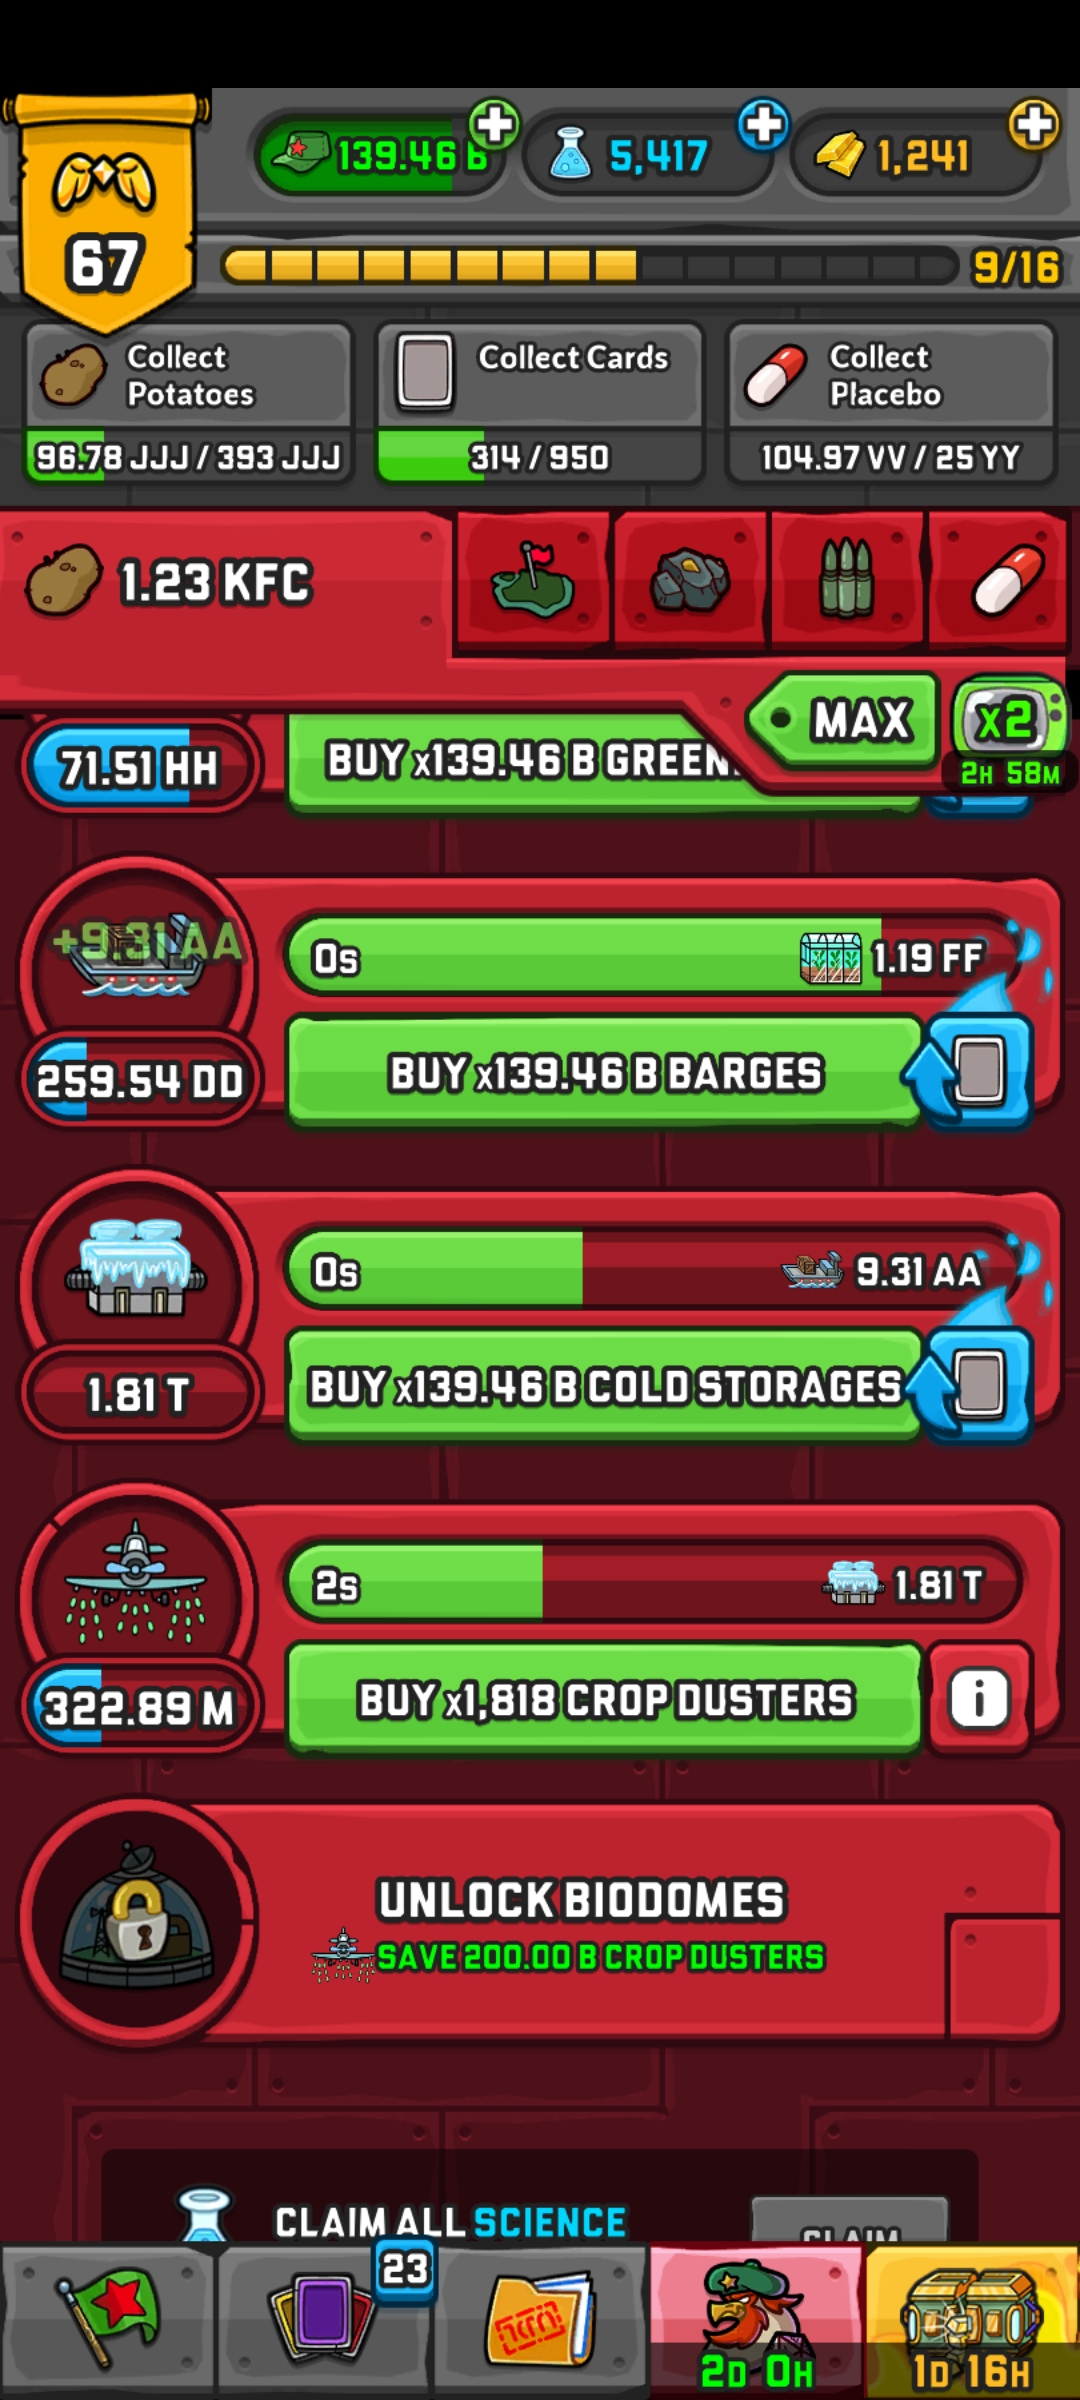 139.46 B
5,417
1,241
67
9/16
Collect
Potatoes
96.78 JJJ / 393 JJJ
Collect Cards
314 / 950
Collect
Placebo
104.97 VV / 25 YY
1.23 KFC
MAX
x2
2H 58M
71.51 HH
BUY x139.46 B GREEN
+9.31 AA
0s
1.19 FF
259.54 DD
BUY x139.46 B BARGES
0s
9.31 AA
1.81 T
BUY x139.46 B COLD STORAGES
2s
1.81 T
322.89 M
BUY x1,818 CROP DUSTERS
i
UNLOCK BIODOMES
SAVE 200.00 B CROP DUSTERS
CLAIM ALL SCIENCE
CLAIM
23
2D 0H
1D 16H